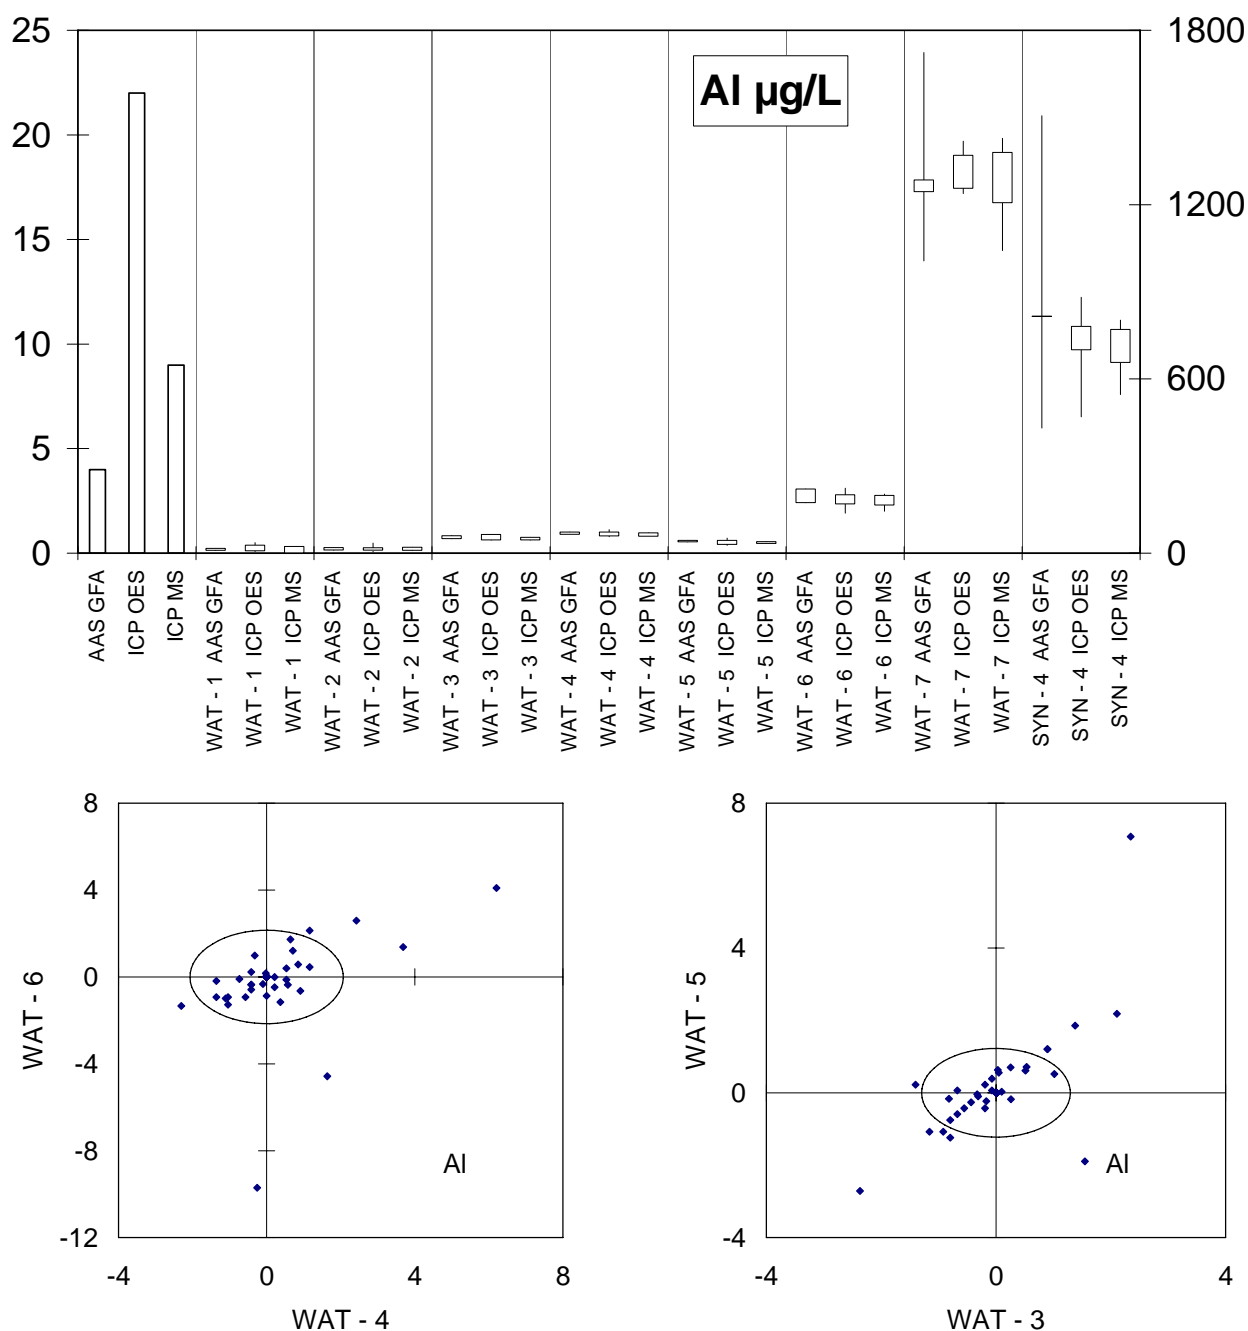 25
20
15
10
5
0
1800
1200
600
0
Al µg/L
AAS GFA
ICP OES
ICP MS
WAT - 1 AAS GFA
WAT - 1 ICP OES
WAT - 1 ICP MS
WAT - 2 AAS GFA
WAT - 2 ICP OES
WAT - 2 ICP MS
WAT - 3 AAS GFA
WAT - 3 ICP OES
WAT - 3 ICP MS
WAT - 4 AAS GFA
WAT - 4 ICP OES
WAT - 4 ICP MS
WAT - 5 AAS GFA
WAT - 5 ICP OES
WAT - 5 ICP MS
WAT - 6 AAS GFA
WAT - 6 ICP OES
WAT - 6 ICP MS
WAT - 7 AAS GFA
WAT - 7 ICP OES
WAT - 7 ICP MS
SYN - 4 AAS GFA
SYN - 4 ICP OES
SYN - 4 ICP MS
8
4
0
-4
-8
-12
WAT - 6
Al
-4 0 4 8
WAT - 4
8
4
0
-4
WAT - 5
Al
-4 0 4
WAT - 3